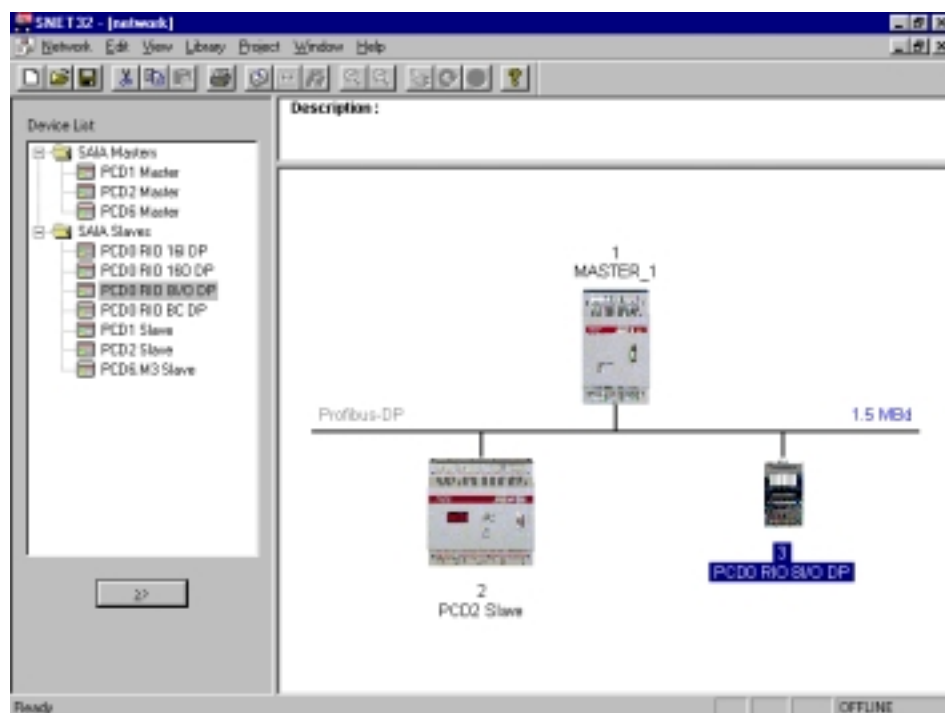 SNET32 - [network]
Network Edit View Library Project Window Help
Description :
Device List
SAIA Masters
PCD1 Master
PCD2 Master
PCD6 Master
SAIA Slaves
PCD0 RIO 16I DP
PCD0 RIO 16O DP
PCD0 RIO 8I/O DP
PCD0 RIO BC DP
PCD1 Slave
PCD2 Slave
PCD6.M3 Slave
>>
1
MASTER_1
Profibus-DP
1.5 MBd
2
PCD2 Slave
3
PCD0 RIO 8I/O DP
Ready
OFFLINE